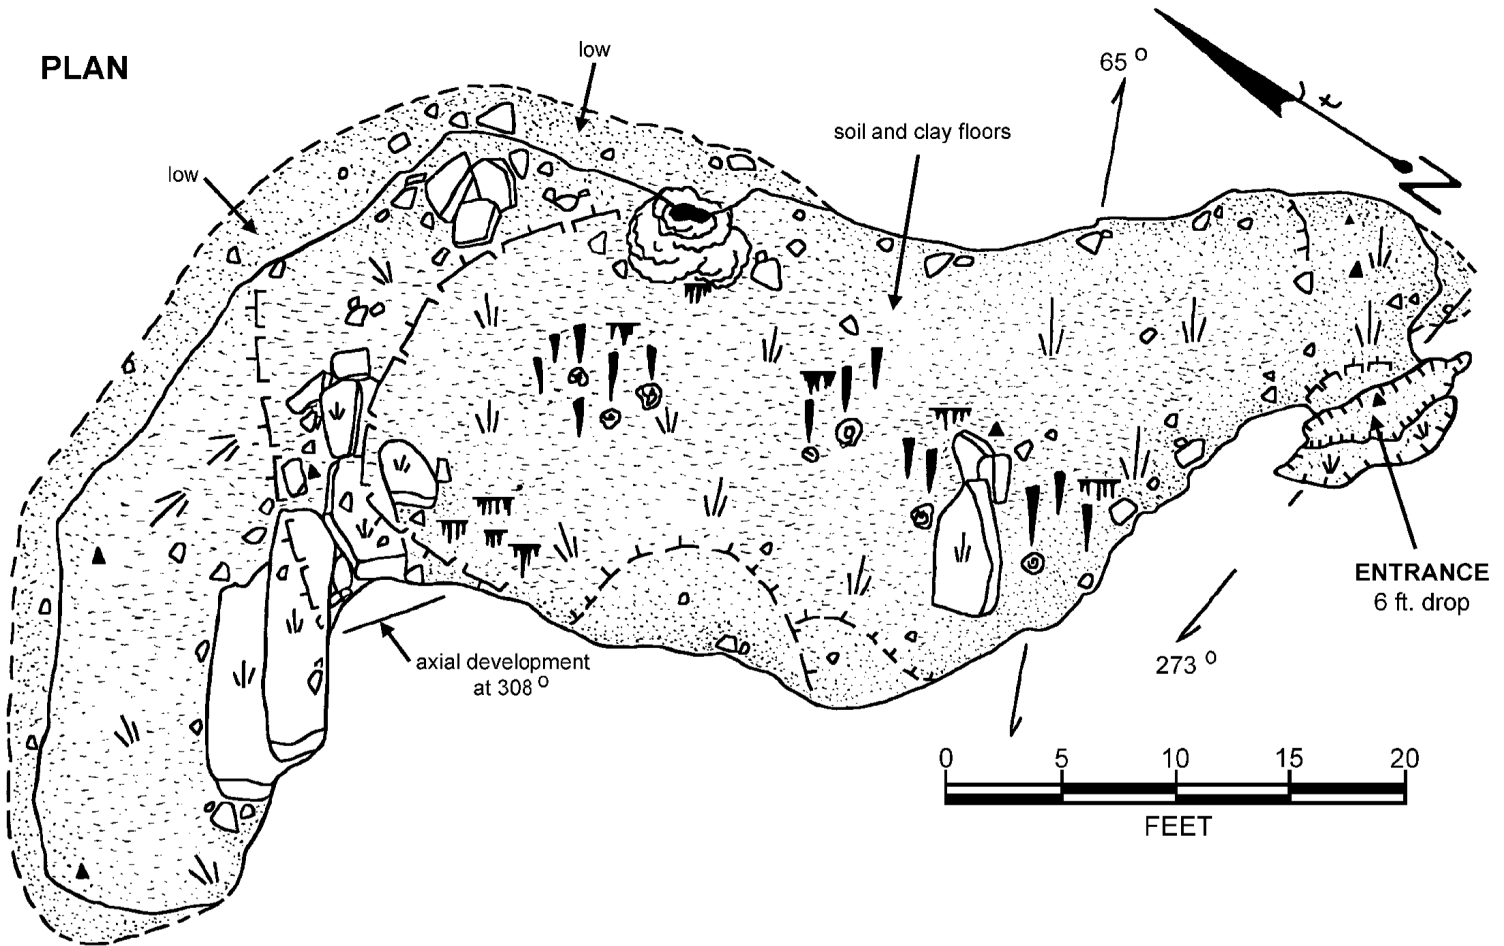 PLAN
low
65 º
t
N
soil and clay floors
low
ENTRANCE
6 ft. drop
axial development
at 308 º
273 º
0 5 10 15 20
FEET